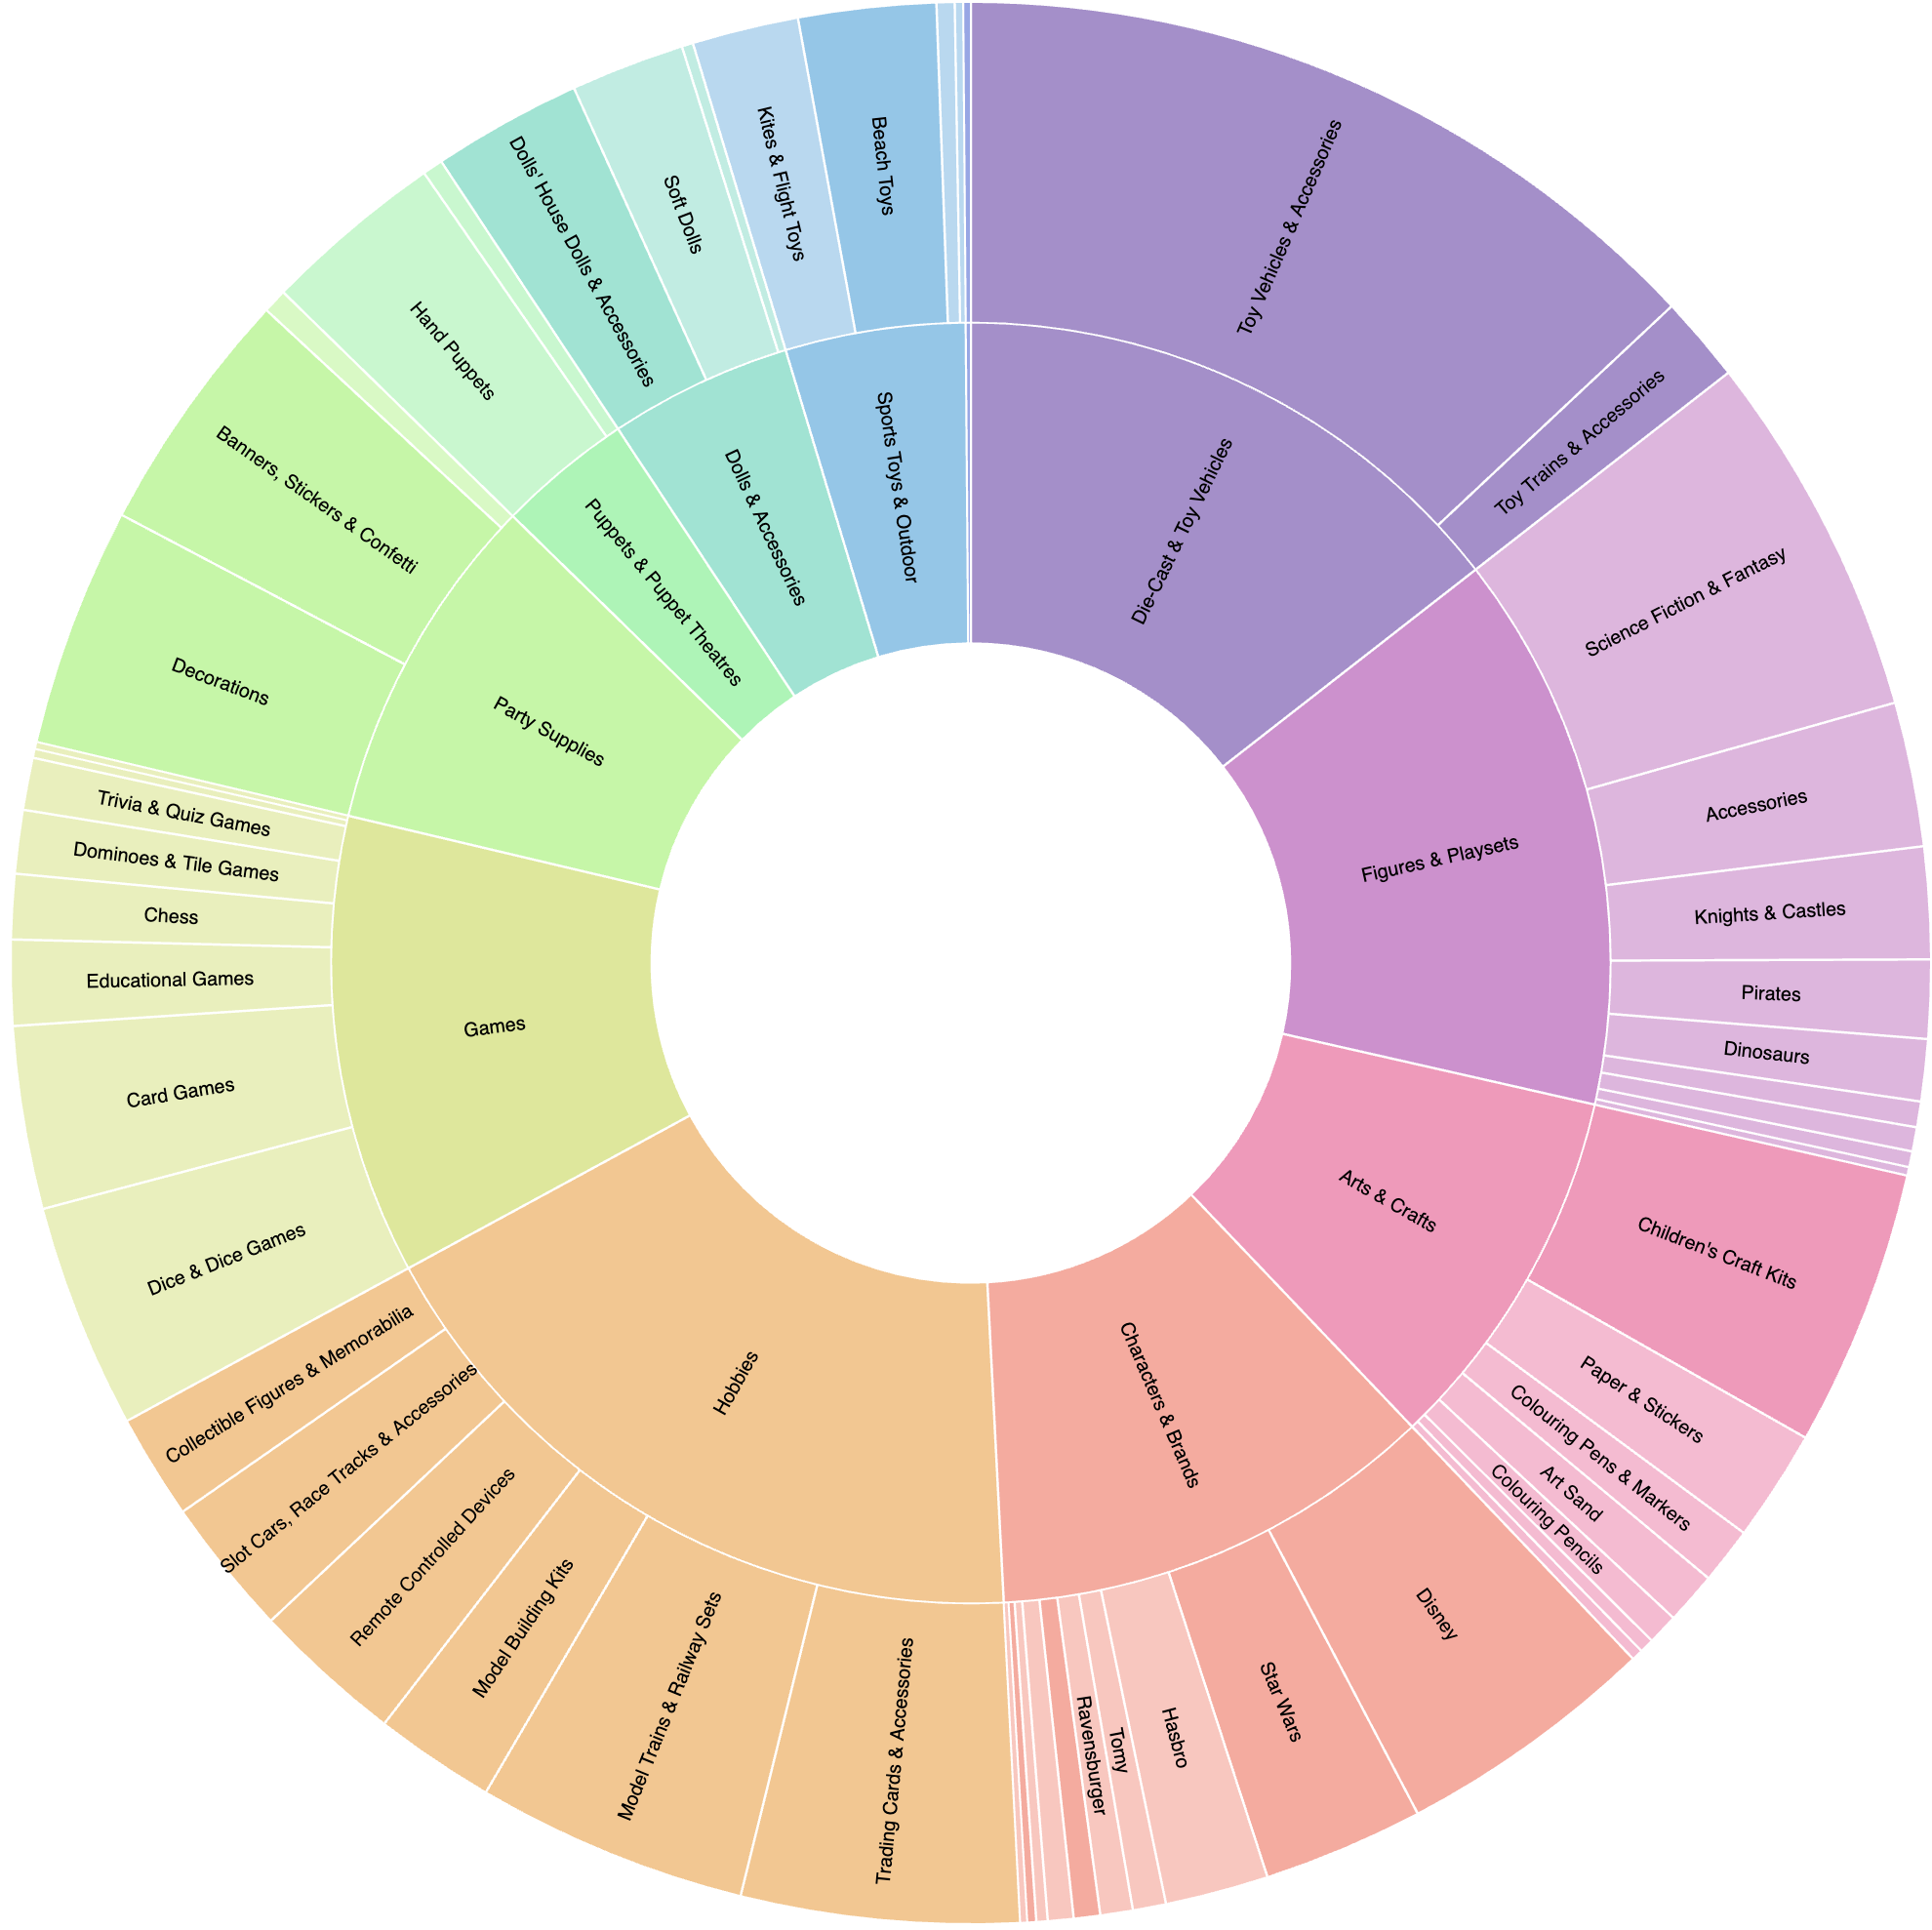 Die-Cast & Toy Vehicles
Toy Vehicles & Accessories
Toy Trains & Accessories
Figures & Playsets
Science Fiction & Fantasy
Accessories
Knights & Castles
Pirates
Dinosaurs
Arts & Crafts
Children's Craft Kits
Paper & Stickers
Colouring Pens & Markers
Art Sand
Colouring Pencils
Characters & Brands
Disney
Star Wars
Hasbro
Tomy
Ravensburger
Hobbies
Trading Cards & Accessories
Model Trains & Railway Sets
Model Building Kits
Remote Controlled Devices
Slot Cars, Race Tracks & Accessories
Collectible Figures & Memorabilia
Games
Dice & Dice Games
Card Games
Educational Games
Chess
Dominoes & Tile Games
Trivia & Quiz Games
Party Supplies
Decorations
Banners, Stickers & Confetti
Puppets & Puppet Theatres
Hand Puppets
Dolls & Accessories
Dolls' House Dolls & Accessories
Soft Dolls
Sports Toys & Outdoor
Kites & Flight Toys
Beach Toys